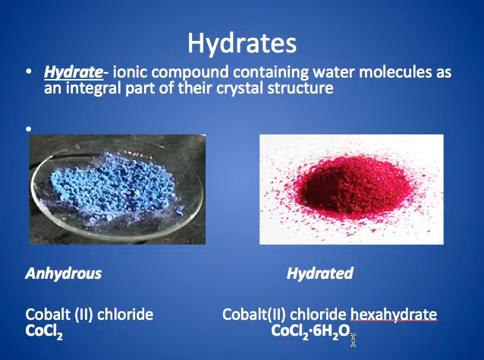 Hydrates
• Hydrate- ionic compound containing water molecules as
an integral part of their crystal structure
•
Anhydrous Hydrated
Cobalt (II) chloride Cobalt(II) chloride hexahydrate
CoCl₂ CoCl₂·6H₂O